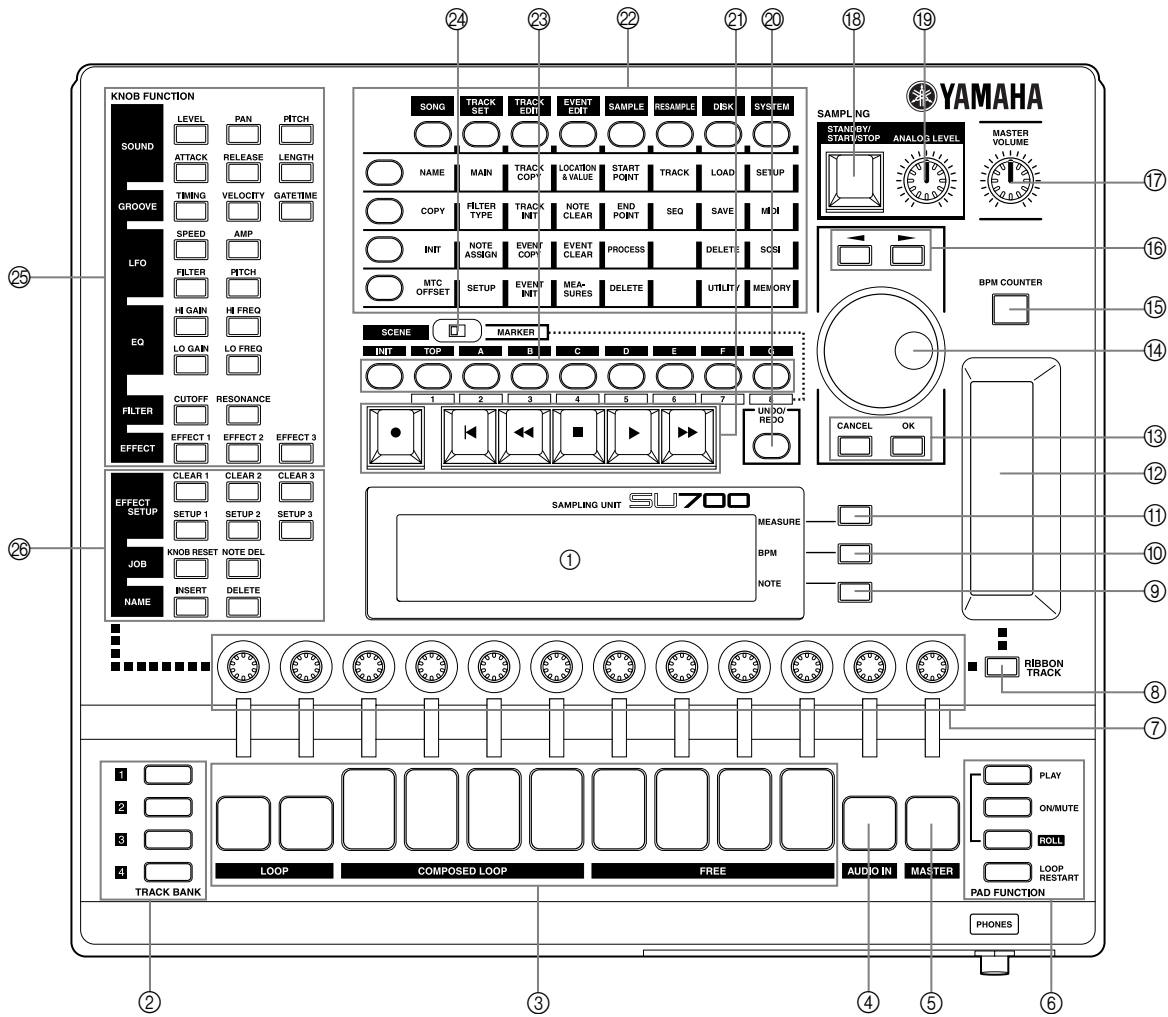 ㉔ ㉓ ㉒ ㉑ ⑳ ⑱ ⑲
KNOB FUNCTION
SOUND
LEVEL PAN PITCH
ATTACK RELEASE LENGTH
GROOVE
TIMING VELOCITY GATETIME
LFO
SPEED AMP
FILTER PITCH
EQ
HI GAIN HI FREQ
LO GAIN LO FREQ
FILTER
CUTOFF RESONANCE
EFFECT
EFFECT 1 EFFECT 2 EFFECT 3
㉕
EFFECT
SETUP
CLEAR 1 CLEAR 2 CLEAR 3
SETUP 1 SETUP 2 SETUP 3
JOB
KNOB RESET NOTE DEL
NAME
INSERT DELETE
㉖
SONG TRACK SET TRACK EDIT EVENT EDIT SAMPLE RESAMPLE DISK SYSTEM
NAME MAIN TRACK COPY LOCATION & VALUE START POINT TRACK LOAD SETUP
COPY FILTER TYPE TRACK INIT NOTE CLEAR END POINT SEQ SAVE MIDI
INIT NOTE ASSIGN EVENT COPY EVENT CLEAR PROCESS DELETE SCSI
MTC OFFSET SETUP EVENT INIT MEA-SURES DELETE UTILITY MEMORY
SCENE MARKER
INIT TOP A B C D E F G
1 2 3 4 5 6 7 8
UNDO/
REDO
YAMAHA
SAMPLING
STANDBY/
START/STOP
ANALOG LEVEL
MASTER
VOLUME
⑰
⑯
BPM COUNTER
⑮
⑭
CANCEL OK
⑬
⑫
SAMPLING UNIT SU700
①
MEASURE
⑪
BPM
⑩
NOTE
⑨
RIBBON
TRACK
⑧
⑦
1
2
3
4
TRACK BANK
LOOP COMPOSED LOOP FREE AUDIO IN MASTER
PLAY
ON/MUTE
ROLL
LOOP
RESTART
PAD FUNCTION
PHONES
② ③ ④ ⑤ ⑥